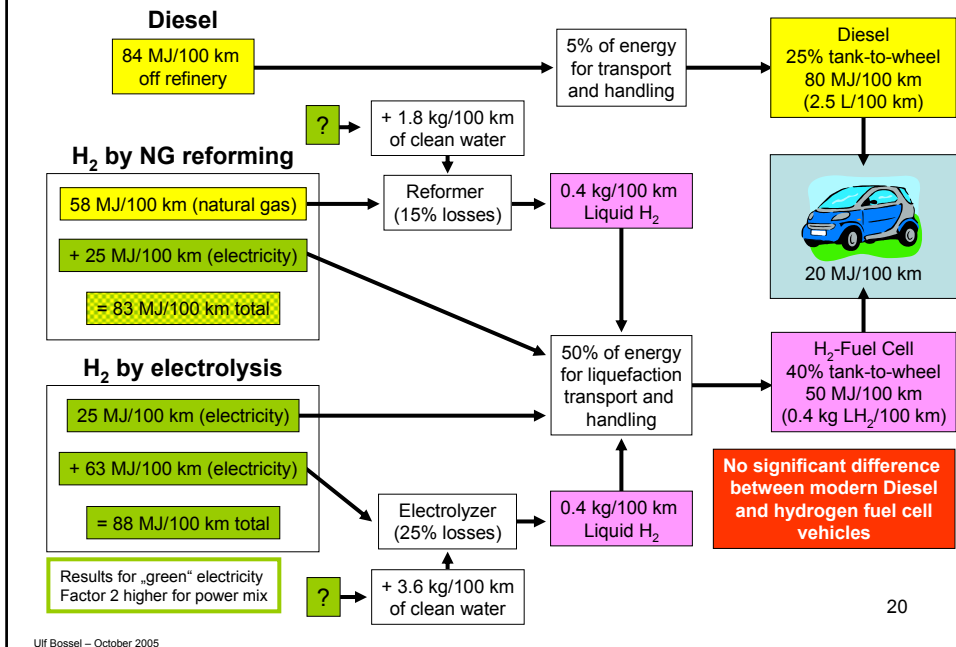 Diesel
84 MJ/100 km
off refinery
5% of energy
for transport
and handling
Diesel
25% tank-to-wheel
80 MJ/100 km
(2.5 L/100 km)
?
+ 1.8 kg/100 km
of clean water
H₂ by NG reforming
58 MJ/100 km (natural gas)
+ 25 MJ/100 km (electricity)
= 83 MJ/100 km total
Reformer
(15% losses)
0.4 kg/100 km
Liquid H₂
20 MJ/100 km
H₂ by electrolysis
25 MJ/100 km (electricity)
+ 63 MJ/100 km (electricity)
= 88 MJ/100 km total
50% of energy
for liquefaction
transport and
handling
H₂-Fuel Cell
40% tank-to-wheel
50 MJ/100 km
(0.4 kg LH₂/100 km)
Electrolyzer
(25% losses)
0.4 kg/100 km
Liquid H₂
No significant difference
between modern Diesel
and hydrogen fuel cell
vehicles
Results for „green“ electricity
Factor 2 higher for power mix
?
+ 3.6 kg/100 km
of clean water
20
Ulf Bossel – October 2005